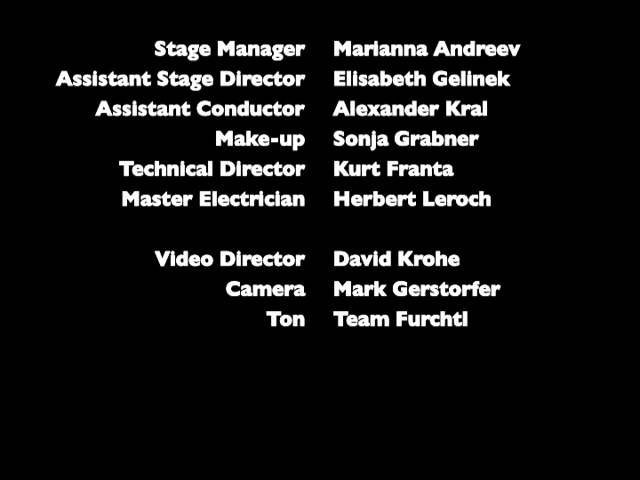 Stage Manager Marianna Andreev
Assistant Stage Director Elisabeth Gelinek
Assistant Conductor Alexander Kral
Make-up Sonja Grabner
Technical Director Kurt Franta
Master Electrician Herbert Leroch
Video Director David Krohe
Camera Mark Gerstorfer
Ton Team Furchtl